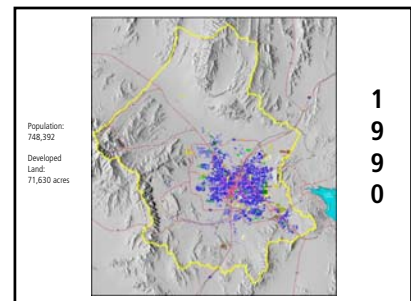 Population:
748,392
Developed
Land:
71,630 acres
1
9
9
0